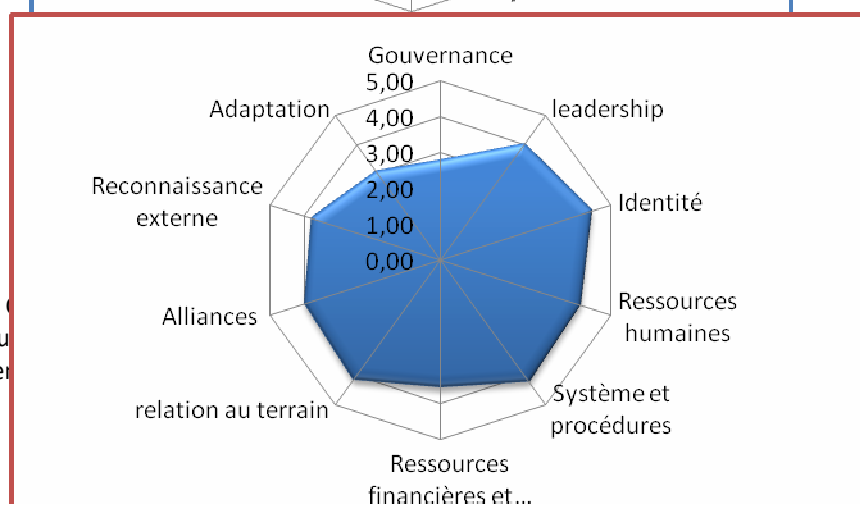 Gouvernance
5,00
4,00
3,00
2,00
1,00
0,00
leadership
Identité
Ressources
humaines
Système et
procédures
Ressources
financières et...
relation au terrain
Alliances
Reconnaissance
externe
Adaptation